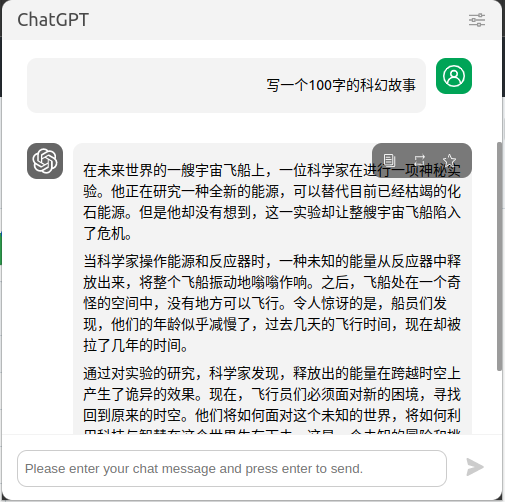 ChatGPT
写一个100字的科幻故事
在未来世界的一艘宇宙飞船上，一位科学家在进行一项神秘实
验。他正在研究一种全新的能源，可以替代目前已经枯竭的化
石能源。但是他却没有想到，这一实验却让整艘宇宙飞船陷入
了危机。
当科学家操作能源和反应器时，一种未知的能量从反应器中释
放出来，将整个飞船振动地嗡嗡作响。之后，飞船处在一个奇
怪的空间中，没有地方可以飞行。令人惊讶的是，船员们发
现，他们的年龄似乎减慢了，过去几天的飞行时间，现在却被
拉了几年的时间。
通过对实验的研究，科学家发现，释放出的能量在跨越时空上
产生了诡异的效果。现在，飞行员们必须面对新的困境，寻找
回到原来的时空。他们将如何面对这个未知的世界，将如何利
Please enter your chat message and press enter to send.